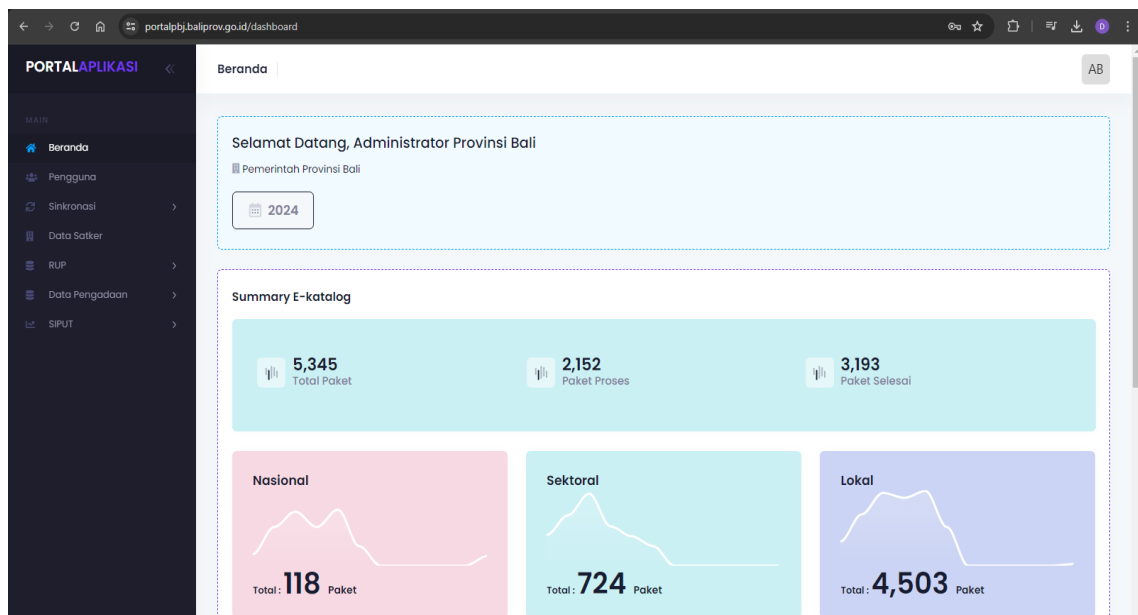 portalpbj.baliprov.go.id/dashboard
D
PORTALAPLIKASI
Beranda
AB
MAIN
Beranda
Pengguna
Sinkronasi
Data Satker
RUP
Data Pengadaan
SIPUT
Selamat Datang, Administrator Provinsi Bali
Pemerintah Provinsi Bali
2024
Summary E-katalog
5,345
Total Paket
2,152
Paket Proses
3,193
Paket Selesai
Nasional
Total : 118 Paket
Sektoral
Total : 724 Paket
Lokal
Total : 4,503 Paket